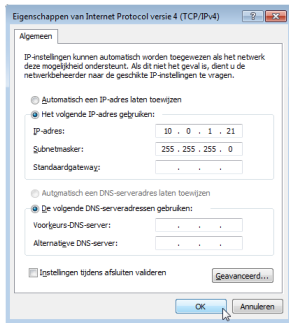 Eigenschappen van Internet Protocol versie 4 (TCP/IPv4)
Algemeen
IP-instellingen kunnen automatisch worden toegewezen als het netwerk
deze mogelijkheid ondersteunt. Als dit niet het geval is, dient u de
netwerkbeheerder naar de geschikte IP-instellingen te vragen.
Automatisch een IP-adres laten toewijzen
Het volgende IP-adres gebruiken:
IP-adres: 10 . 0 . 1 . 21
Subnetmasker: 255 . 255 . 255 . 0
Standaardgateway: . . .
Automatisch een DNS-serveradres laten toewijzen
De volgende DNS-serveradressen gebruiken:
Voorkeurs-DNS-server: . . .
Alternatieve DNS-server: . . .
Instellingen tijdens afsluiten valideren
Geavanceerd...
OK Annuleren